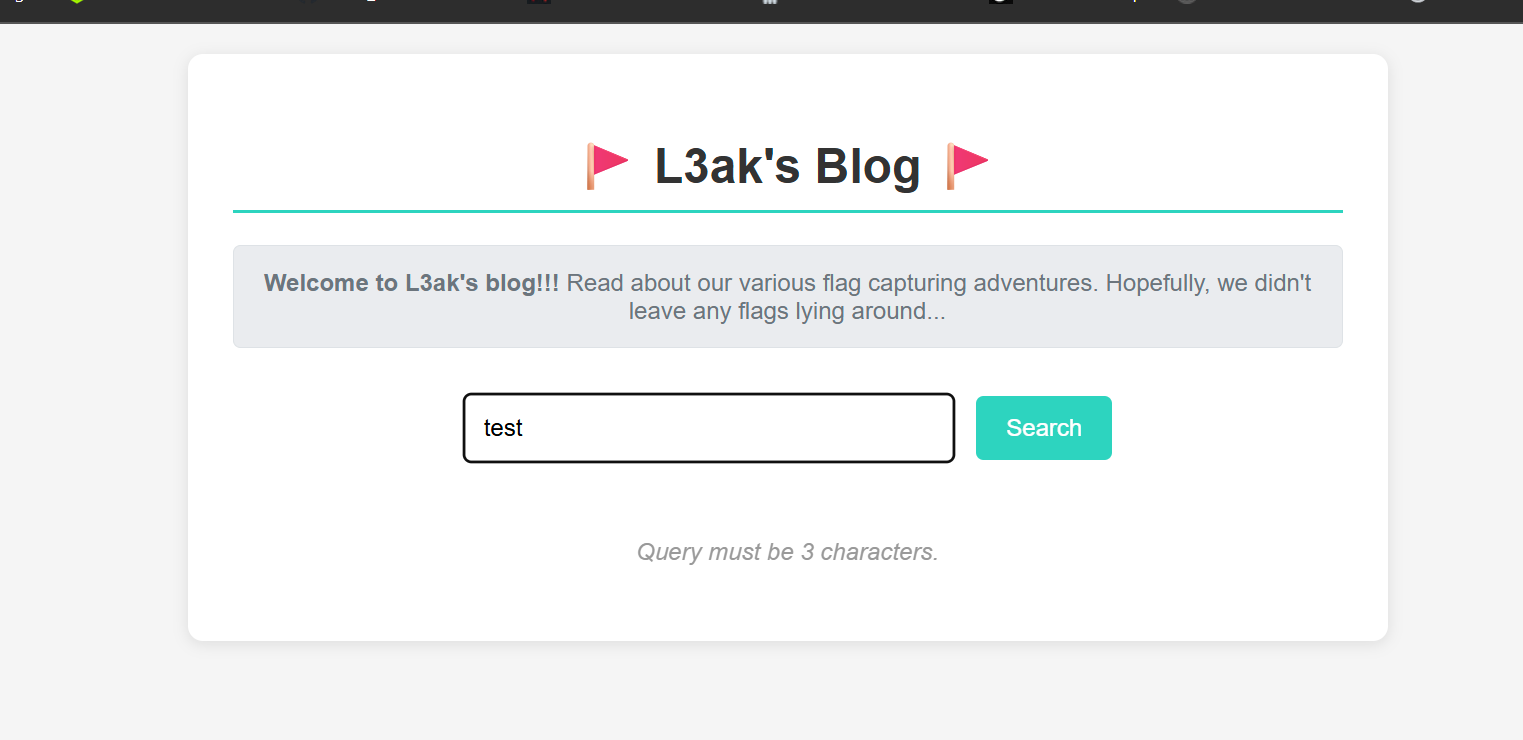 L3ak's Blog
Welcome to L3ak's blog!!! Read about our various flag capturing adventures. Hopefully, we didn't
leave any flags lying around...
test
Search
Query must be 3 characters.